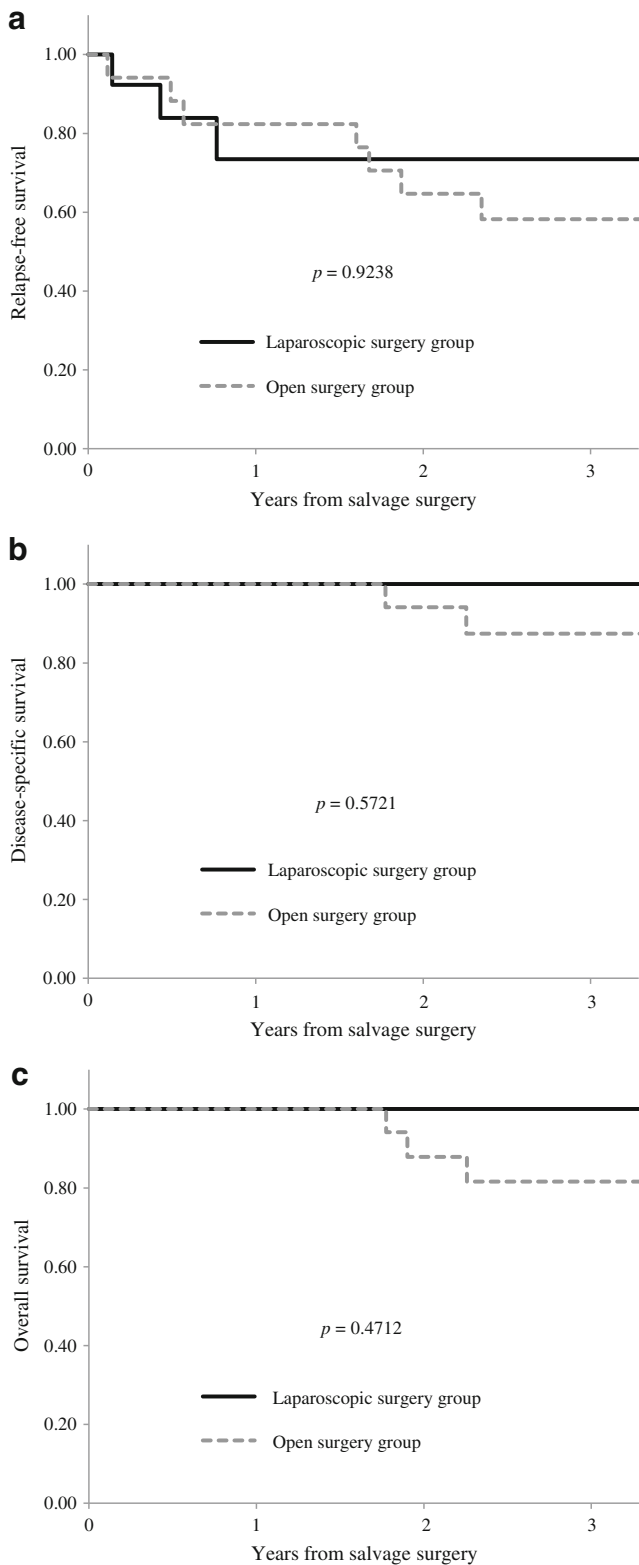 a
1.00
0.80
0.60
0.40
0.20
0.00
Relapse-free survival
p = 0.9238
Laparoscopic surgery group
Open surgery group
0 1 2 3
Years from salvage surgery
b
1.00
0.80
0.60
0.40
0.20
0.00
Disease-specific survival
p = 0.5721
Laparoscopic surgery group
Open surgery group
0 1 2 3
Years from salvage surgery
c
1.00
0.80
0.60
0.40
0.20
0.00
Overall survival
p = 0.4712
Laparoscopic surgery group
Open surgery group
0 1 2 3
Years from salvage surgery